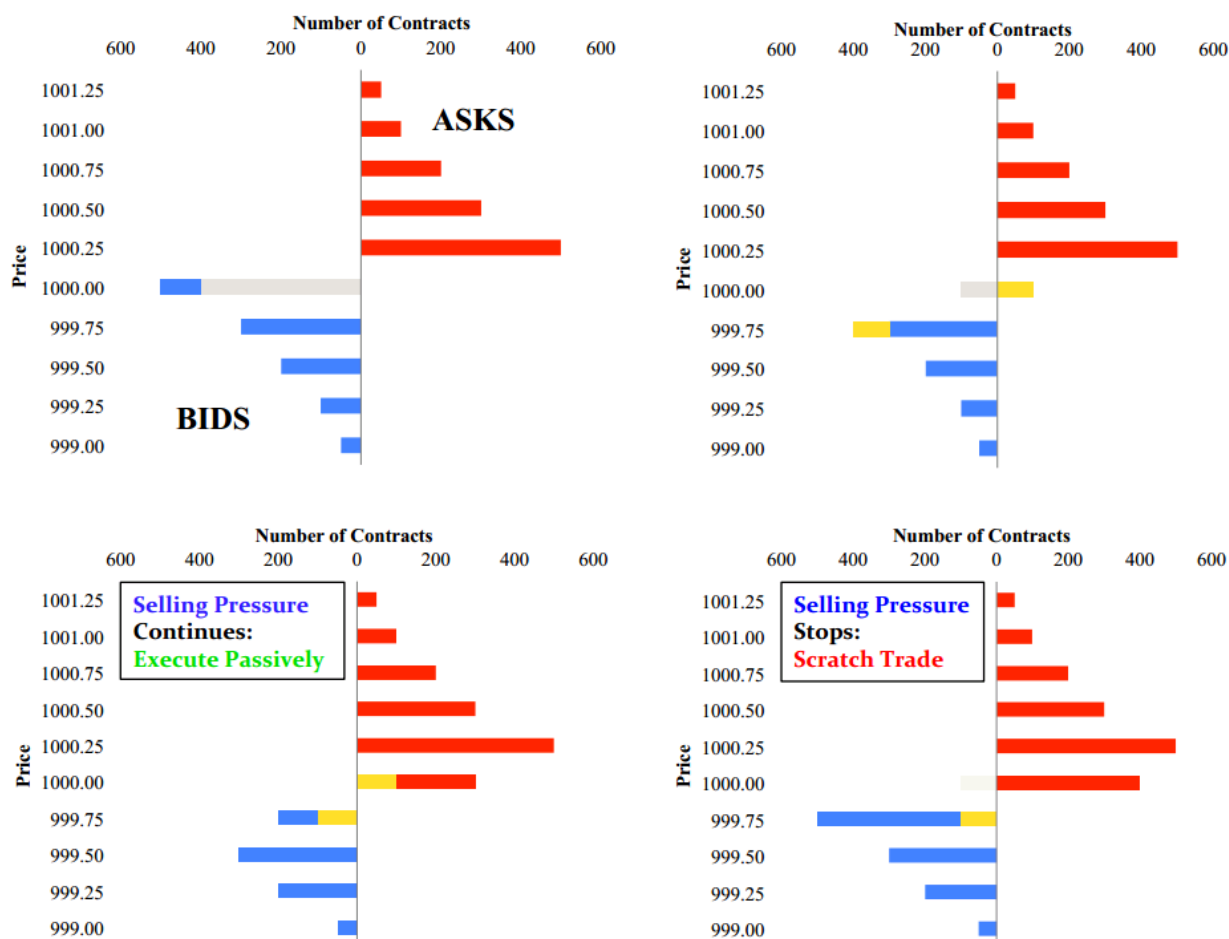 Number of Contracts
600 400 200 0 200 400 600
1001.25
1001.00
1000.75
1000.50
1000.25
1000.00
999.75
999.50
999.25
999.00
Price
ASKS
BIDS
Number of Contracts
600 400 200 0 200 400 600
1001.25
1001.00
1000.75
1000.50
1000.25
1000.00
999.75
999.50
999.25
999.00
Price
Number of Contracts
600 400 200 0 200 400 600
Selling Pressure
Continues:
Execute Passively
1001.25
1001.00
1000.75
1000.50
1000.25
1000.00
999.75
999.50
999.25
999.00
Price
Number of Contracts
600 400 200 0 200 400 600
Selling Pressure
Stops:
Scratch Trade
1001.25
1001.00
1000.75
1000.50
1000.25
1000.00
999.75
999.50
999.25
999.00
Price